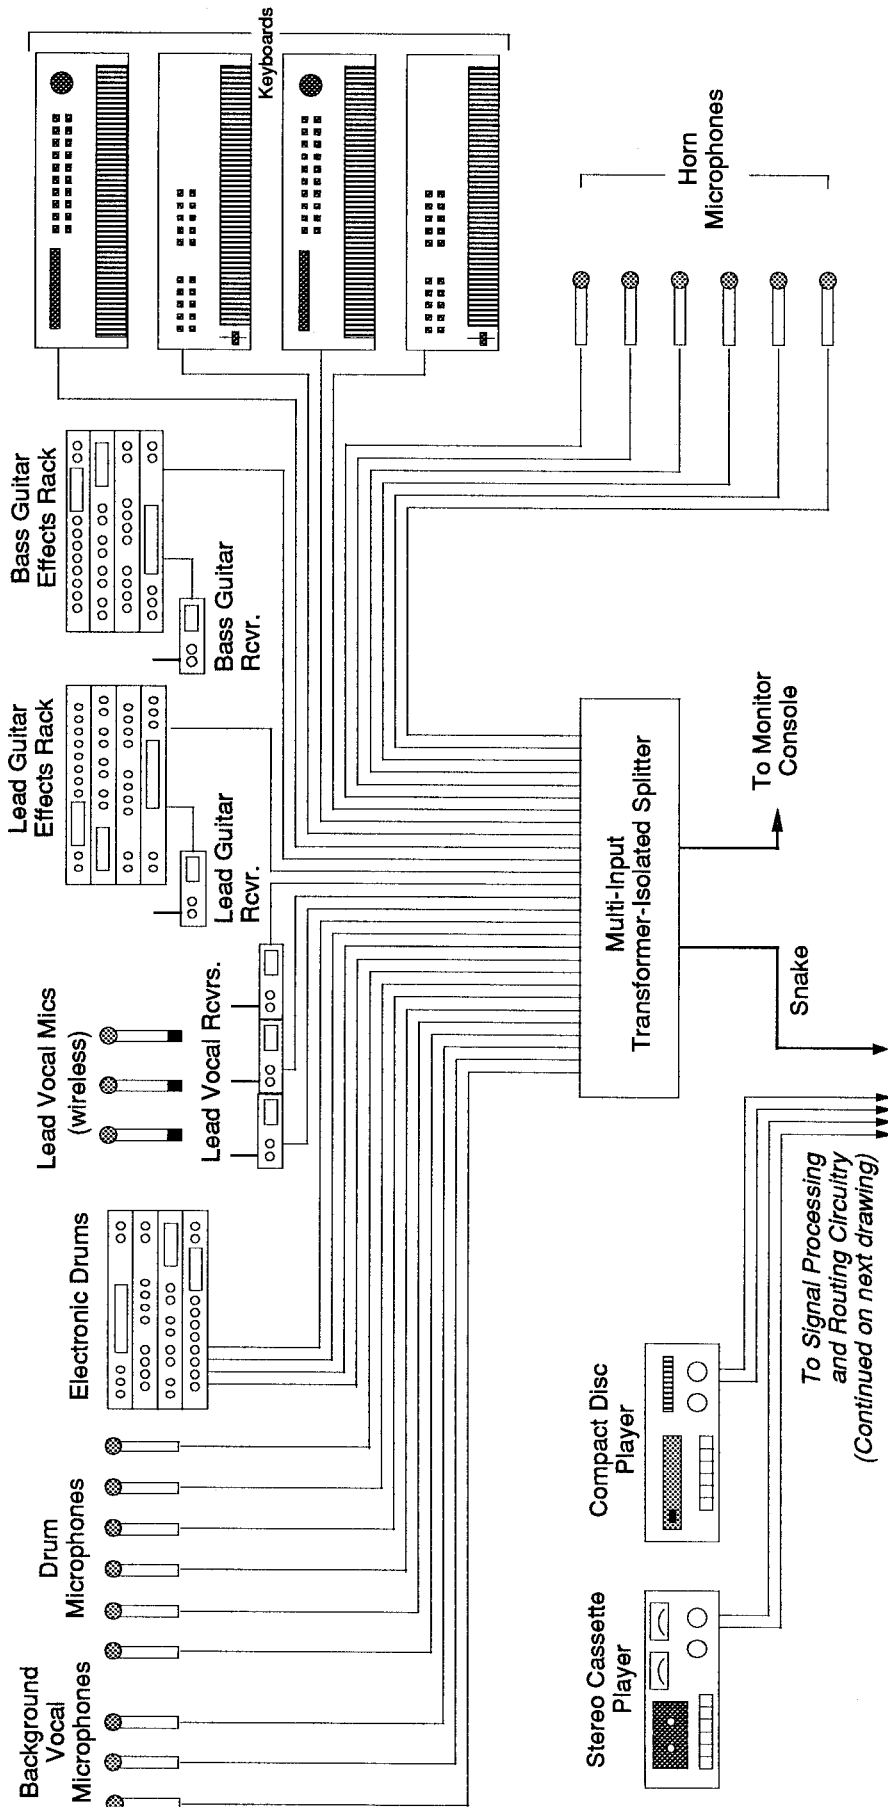 Background
Vocal
Microphones
Drum
Microphones
Electronic Drums
Lead Vocal Mics
(wireless)
Lead Vocal Rcvrs.
Lead Guitar
Effects Rack
Lead Guitar
Rcvr.
Bass Guitar
Effects Rack
Bass Guitar
Rcvr.
Keyboards
Horn
Microphones
Multi-Input
Transformer-Isolated Splitter
Snake
To Monitor
Console
Stereo Cassette
Player
Compact Disc
Player
To Signal Processing
and Routing Circuitry
(Continued on next drawing)